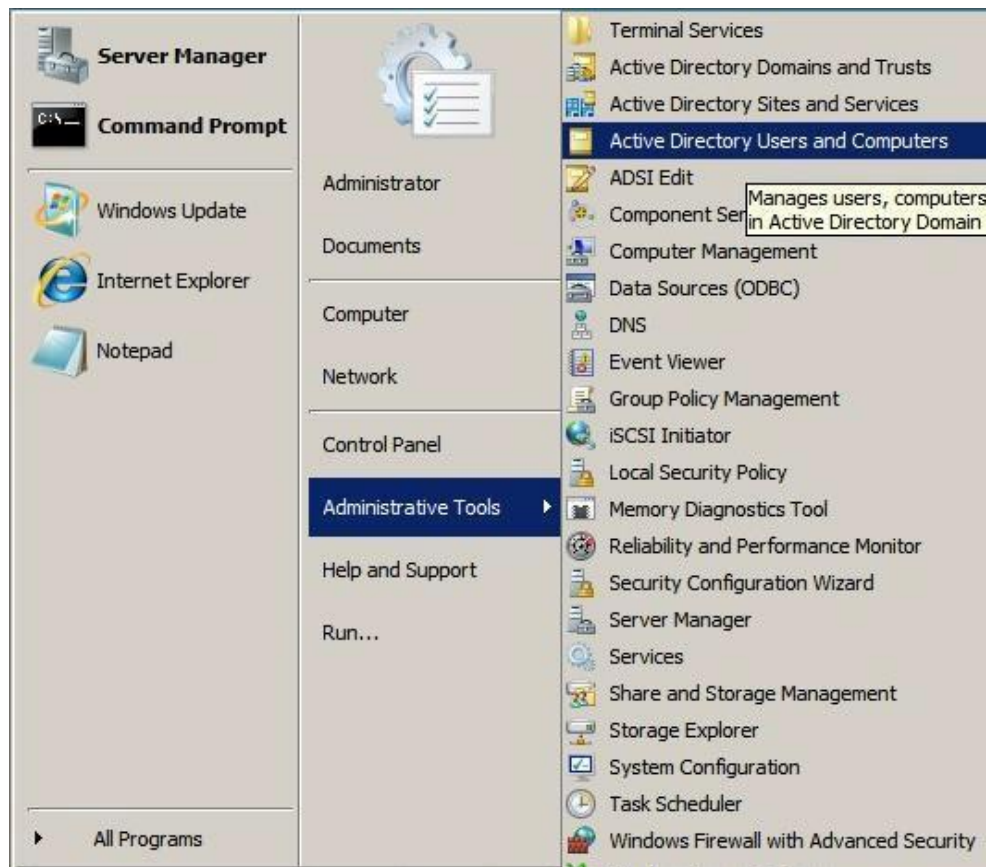 Server Manager
C:\
Command Prompt
Windows Update
Internet Explorer
Notepad
All Programs
Administrator
Documents
Computer
Network
Control Panel
Administrative Tools
Help and Support
Run...
Terminal Services
Active Directory Domains and Trusts
Active Directory Sites and Services
Active Directory Users and Computers
ADSI Edit
Component Ser
Manages users, computers
in Active Directory Domain
Computer Management
Data Sources (ODBC)
DNS
Event Viewer
Group Policy Management
iSCSI Initiator
Local Security Policy
Memory Diagnostics Tool
Reliability and Performance Monitor
Security Configuration Wizard
Server Manager
Services
Share and Storage Management
Storage Explorer
System Configuration
Task Scheduler
Windows Firewall with Advanced Security